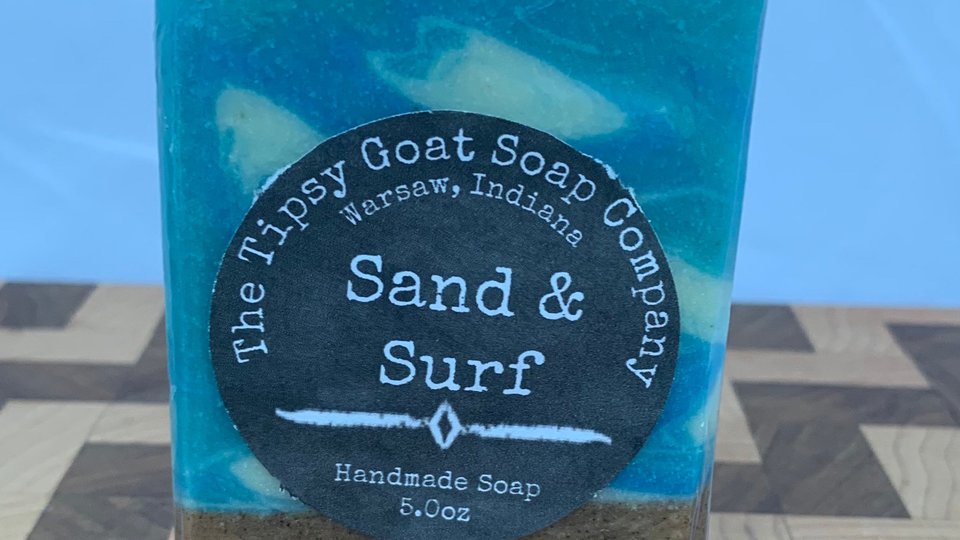 The Tipsy Goat Soap Company
Warsaw, Indiana
Sand &
Surf
Handmade Soap
5.0oz